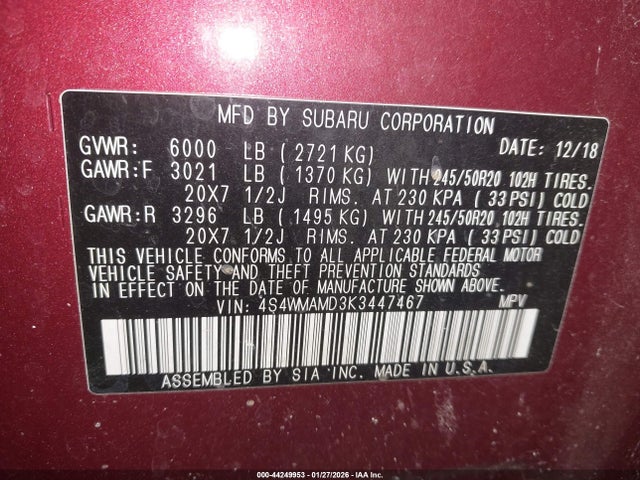 MFD BY SUBARU CORPORATION
GVWR: 6000 LB ( 2721 KG) DATE: 12/18
GAWR:F 3021 LB ( 1370 KG) WITH 245/50R20 102H TIRES.
20X7 1/2J RIMS. AT 230 KPA ( 33 PSI) COLD
GAWR:R 3296 LB ( 1495 KG) WITH 245/50R20 102H TIRES.
20X7 1/2J RIMS. AT 230 KPA ( 33 PSI) COLD
THIS VEHICLE CONFORMS TO ALL APPLICABLE FEDERAL MOTOR
VEHICLE SAFETY AND THEFT PREVENTION STANDARDS
IN EFFECT ON THE DATE OF MANUFACTURE SHOWN ABOVE.
VIN: 4S4WMAMD3K3447467 MPV
ASSEMBLED BY SIA INC. MADE IN U.S.A.
000-44249953 - 01/27/2026 - IAA Inc.